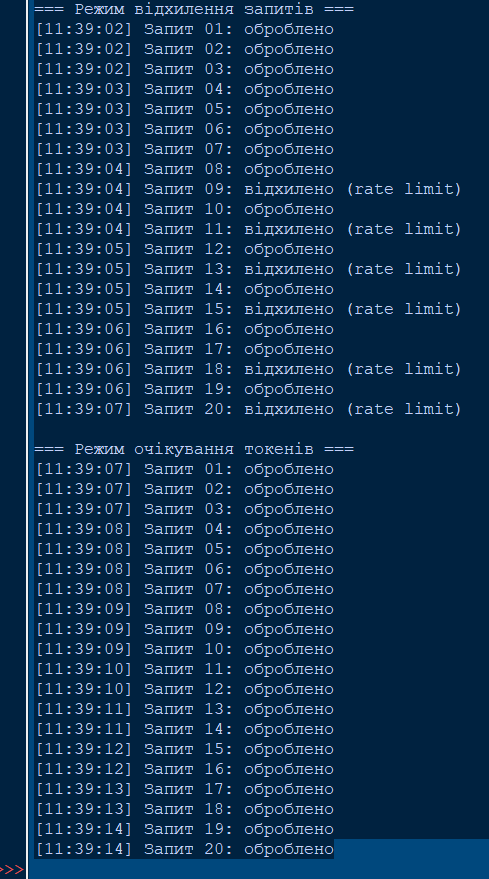 === Режим відхилення запитів ===
[11:39:02] Запит 01: оброблено
[11:39:02] Запит 02: оброблено
[11:39:02] Запит 03: оброблено
[11:39:03] Запит 04: оброблено
[11:39:03] Запит 05: оброблено
[11:39:03] Запит 06: оброблено
[11:39:03] Запит 07: оброблено
[11:39:04] Запит 08: оброблено
[11:39:04] Запит 09: відхилено (rate limit)
[11:39:04] Запит 10: оброблено
[11:39:04] Запит 11: відхилено (rate limit)
[11:39:05] Запит 12: оброблено
[11:39:05] Запит 13: відхилено (rate limit)
[11:39:05] Запит 14: оброблено
[11:39:05] Запит 15: відхилено (rate limit)
[11:39:06] Запит 16: оброблено
[11:39:06] Запит 17: оброблено
[11:39:06] Запит 18: відхилено (rate limit)
[11:39:06] Запит 19: оброблено
[11:39:07] Запит 20: відхилено (rate limit)
=== Режим очікування токенів ===
[11:39:07] Запит 01: оброблено
[11:39:07] Запит 02: оброблено
[11:39:07] Запит 03: оброблено
[11:39:08] Запит 04: оброблено
[11:39:08] Запит 05: оброблено
[11:39:08] Запит 06: оброблено
[11:39:08] Запит 07: оброблено
[11:39:09] Запит 08: оброблено
[11:39:09] Запит 09: оброблено
[11:39:09] Запит 10: оброблено
[11:39:10] Запит 11: оброблено
[11:39:10] Запит 12: оброблено
[11:39:11] Запит 13: оброблено
[11:39:11] Запит 14: оброблено
[11:39:12] Запит 15: оброблено
[11:39:12] Запит 16: оброблено
[11:39:13] Запит 17: оброблено
[11:39:13] Запит 18: оброблено
[11:39:14] Запит 19: оброблено
[11:39:14] Запит 20: оброблено
>>>